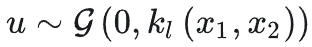 u ∼ 𝒢 (0, k_l (x_1, x_2))